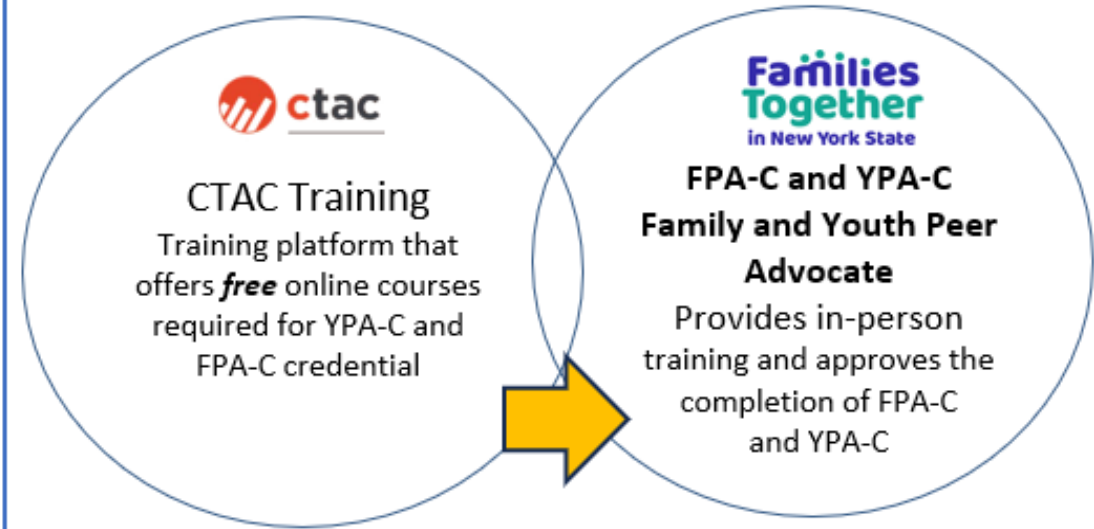 ctac
CTAC Training
Training platform that
offers free online courses
required for YPA-C and
FPA-C credential
Families
Together
in New York State
FPA-C and YPA-C
Family and Youth Peer
Advocate
Provides in-person
training and approves the
completion of FPA-C
and YPA-C